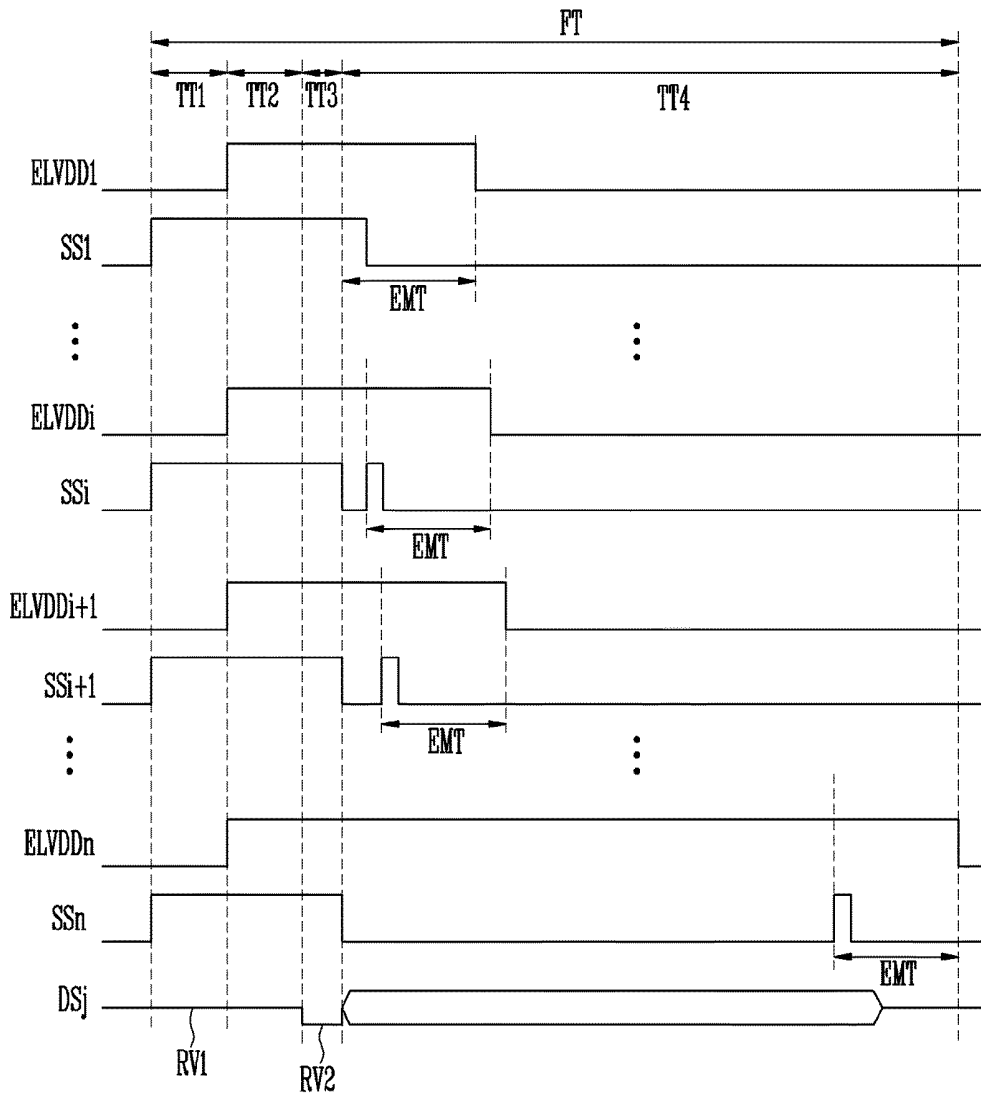 FT
TT1 TT2 TT3 TT4
ELVDD1
SS1
EMT
ELVDDi
SSi
EMT
ELVDDi+1
SSi+1
EMT
ELVDDn
SSn
EMT
DSj
RV1
RV2